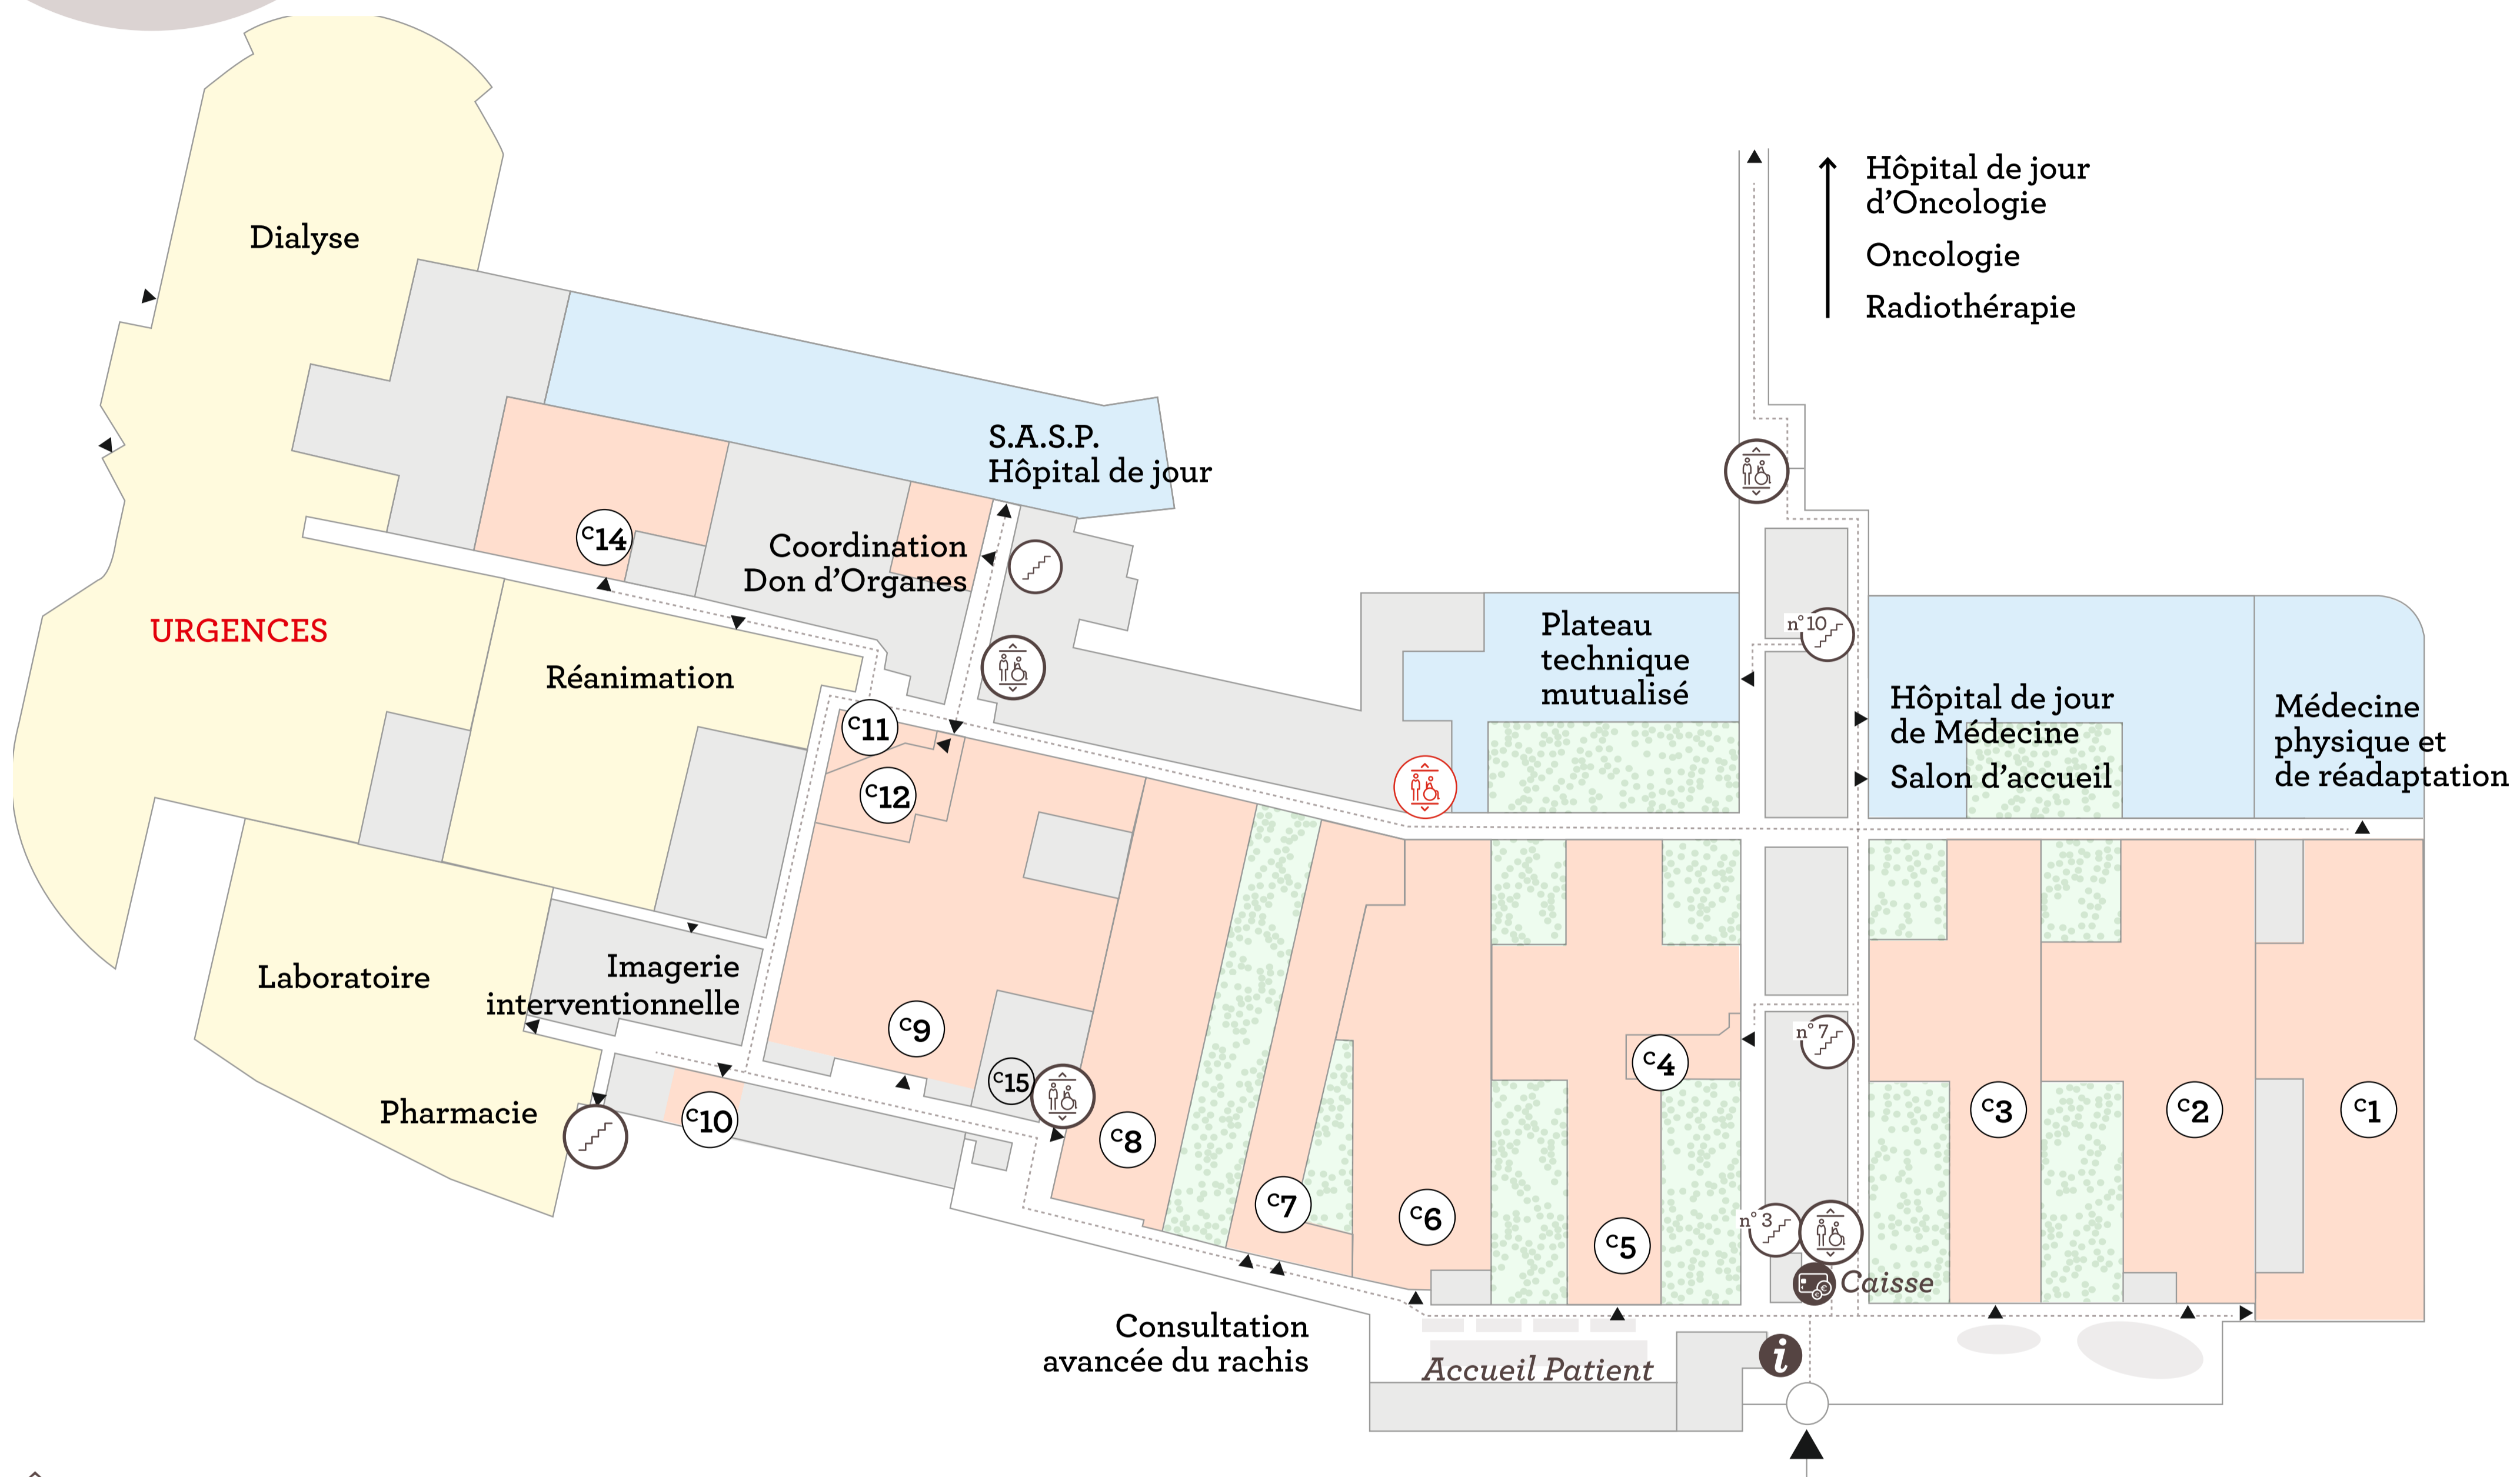 Hôpital de jour
d'Oncologie
Oncologie
Radiothérapie
Dialyse
S.A.S.P.
Hôpital de jour
C14
Coordination
Don d'Organes
URGENCES
Réanimation
Plateau
technique
mutualisé
n° 10
Hôpital de jour
de Médecine
Salon d'accueil
Médecine
physique et
de réadaptation
C11
C12
Laboratoire
Imagerie
interventionnelle
C9
C15
Pharmacie
C10
C8
C7
C6
C5
C4
n° 7
n° 3
C3
C2
C1
Caisse
Consultation
avancée du rachis
Accueil Patient
i